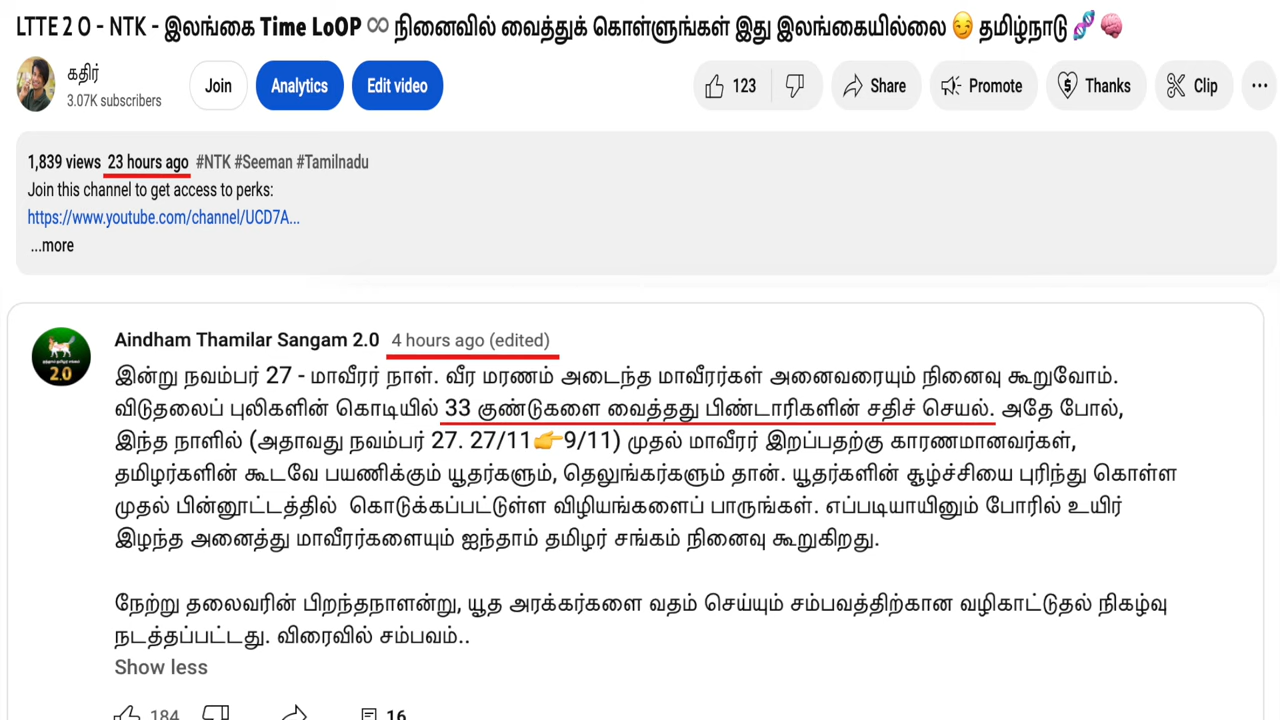 LTTE 2 O - NTK - இலங்கை Time LoOP ♾ நினைவில் வைத்துக் கொள்ளுங்கள் இது இலங்கையில்லை 😏 தமிழ்நாடு 🧬 🧠
கதிர்
3.07K subscribers
Join
Analytics
Edit video
123
Share
Promote
Thanks
Clip
1,839 views 23 hours ago #NTK #Seeman #Tamilnadu
Join this channel to get access to perks:
https://www.youtube.com/channel/UCD7A...
...more
Aindham Thamilar Sangam 2.0 4 hours ago (edited)
இன்று நவம்பர் 27 - மாவீரர் நாள். வீர மரணம் அடைந்த மாவீரர்கள் அனைவரையும் நினைவு கூறுவோம்.
விடுதலைப் புலிகளின் கொடியில் 33 குண்டுகளை வைத்தது பிண்டாரிகளின் சதிச் செயல். அதே போல்,
இந்த நாளில் (அதாவது நவம்பர் 27. 27/11👉9/11) முதல் மாவீரர் இறப்பதற்கு காரணமானவர்கள்,
தமிழர்களின் கூடவே பயணிக்கும் யூதர்களும், தெலுங்கர்களும் தான். யூதர்களின் சூழ்ச்சியை புரிந்து கொள்ள
முதல் பின்னூட்டத்தில் கொடுக்கப்பட்டுள்ள விழியங்களைப் பாருங்கள். எப்படியாயினும் போரில் உயிர்
இழந்த அனைத்து மாவீரர்களையும் ஐந்தாம் தமிழர் சங்கம் நினைவு கூறுகிறது.
நேற்று தலைவரின் பிறந்தநாளன்று, யூத அரக்கர்களை வதம் செய்யும் சம்பவத்திற்கான வழிகாட்டுதல் நிகழ்வு
நடத்தப்பட்டது. விரைவில் சம்பவம்..
Show less
184
16
2.0